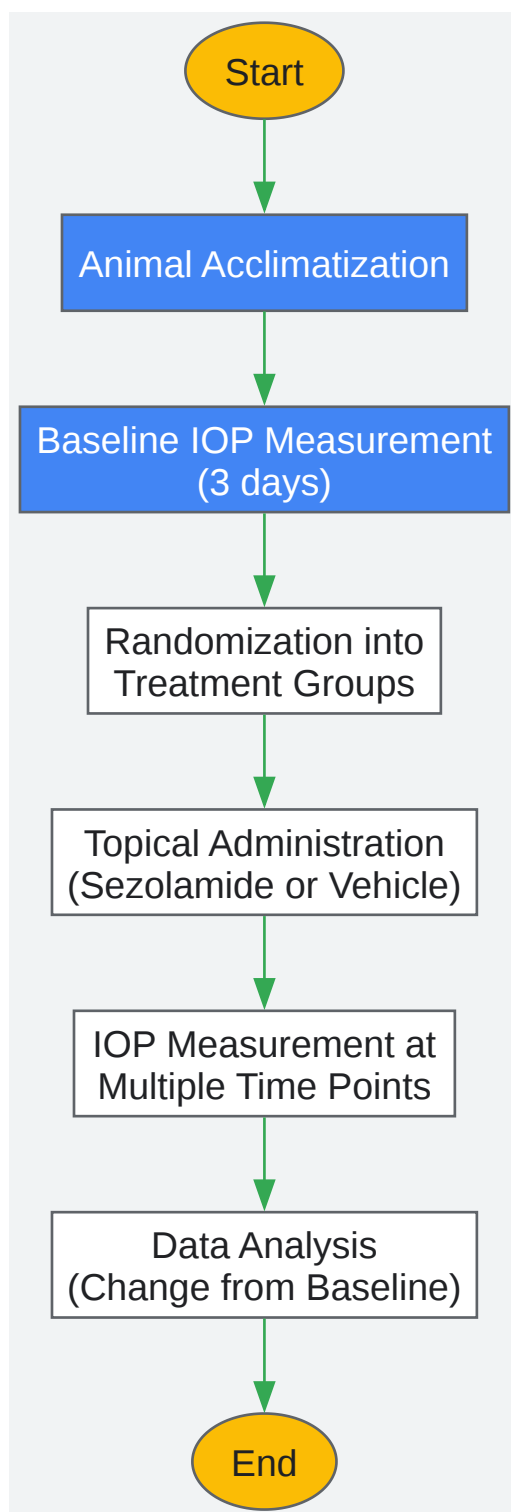 Start
Animal Acclimatization
Baseline IOP Measurement
(3 days)
Randomization into
Treatment Groups
Topical Administration
(Sezolamide or Vehicle)
IOP Measurement at
Multiple Time Points
Data Analysis
(Change from Baseline)
End